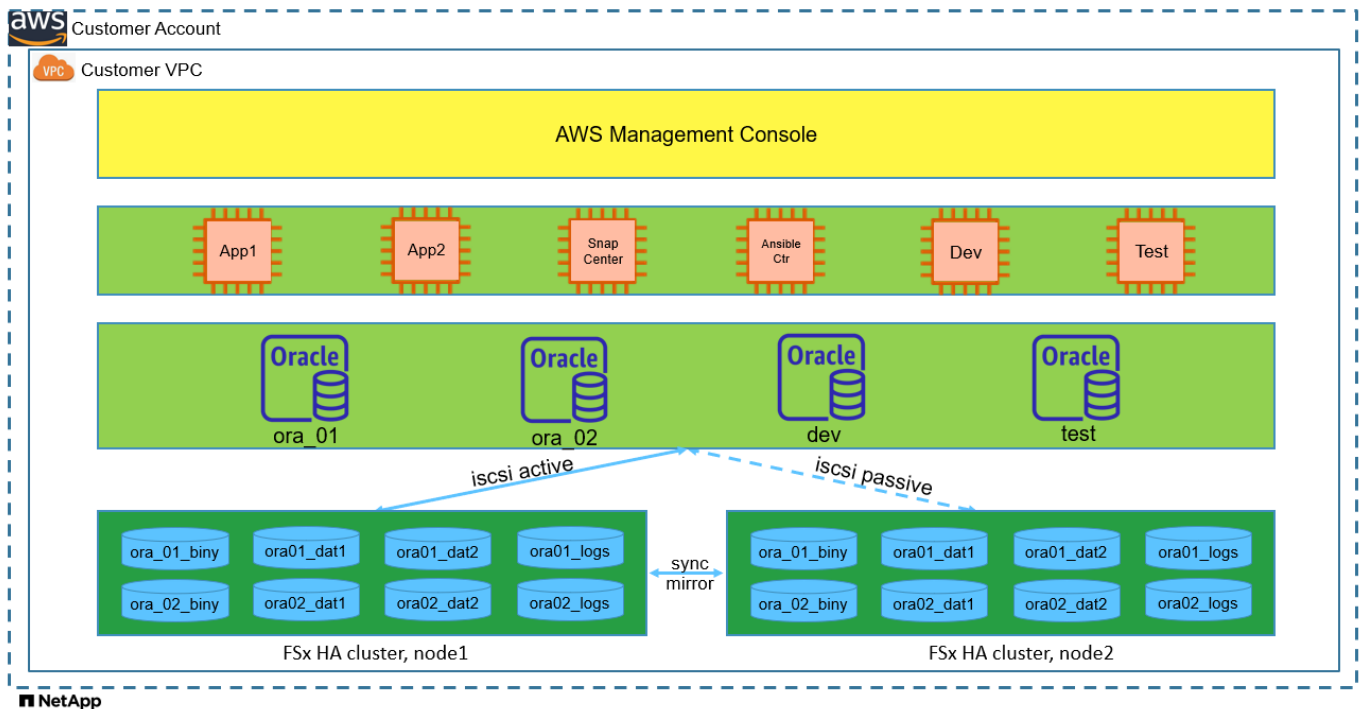 aws
Customer Account
VPC
Customer VPC
AWS Management Console
App1
App2
Snap
Center
Ansible
Ctr
Dev
Test
Oracle
ora_01
Oracle
ora_02
Oracle
dev
Oracle
test
iscsi active
iscsi passive
ora_01_biny
ora01_dat1
ora01_dat2
ora01_logs
ora_02_biny
ora02_dat1
ora02_dat2
ora02_logs
sync
mirror
ora_01_biny
ora01_dat1
ora01_dat2
ora01_logs
ora_02_biny
ora02_dat1
ora02_dat2
ora02_logs
FSx HA cluster, node1
FSx HA cluster, node2
NetApp